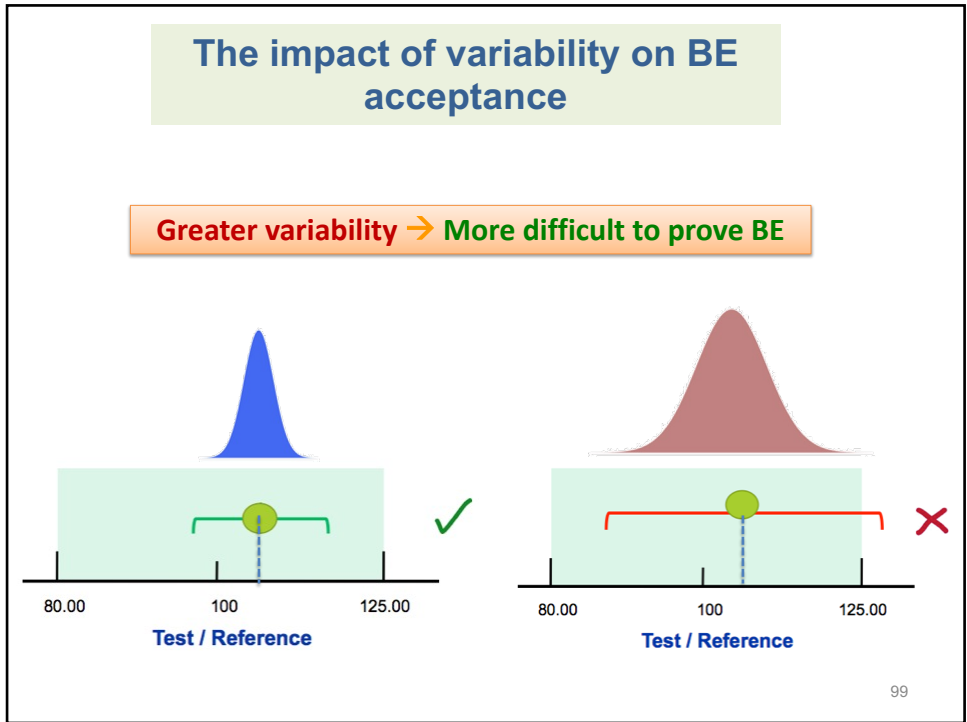 The impact of variability on BE
acceptance
Greater variability → More difficult to prove BE
80.00 100 125.00
Test / Reference
80.00 100 125.00
Test / Reference
99